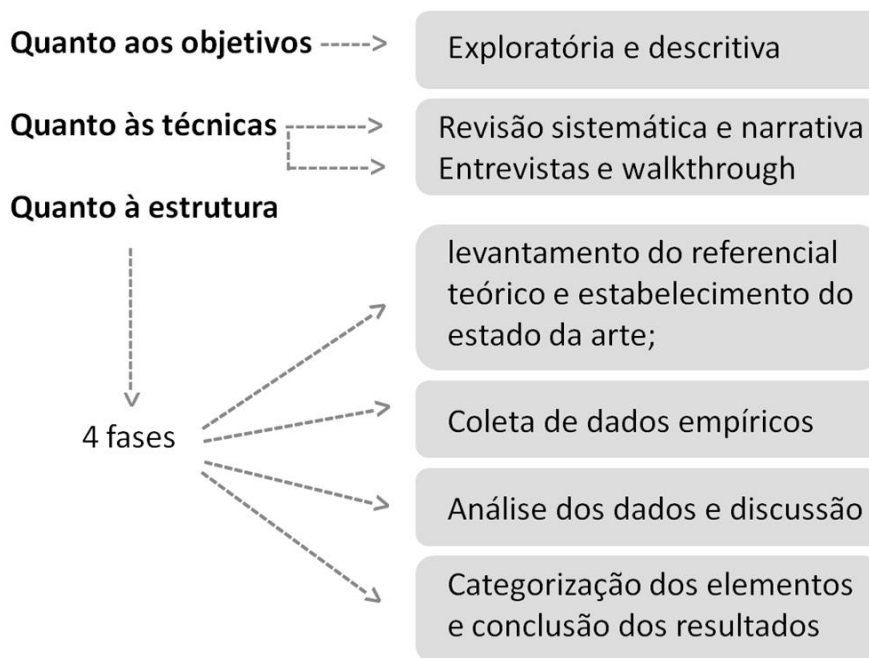 Quanto aos objetivos
Exploratória e descritiva
Quanto às técnicas
Revisão sistemática e narrativa
Entrevistas e walkthrough
Quanto à estrutura
4 fases
levantamento do referencial
teórico e estabelecimento do
estado da arte;
Coleta de dados empíricos
Análise dos dados e discussão
Categorização dos elementos
e conclusão dos resultados